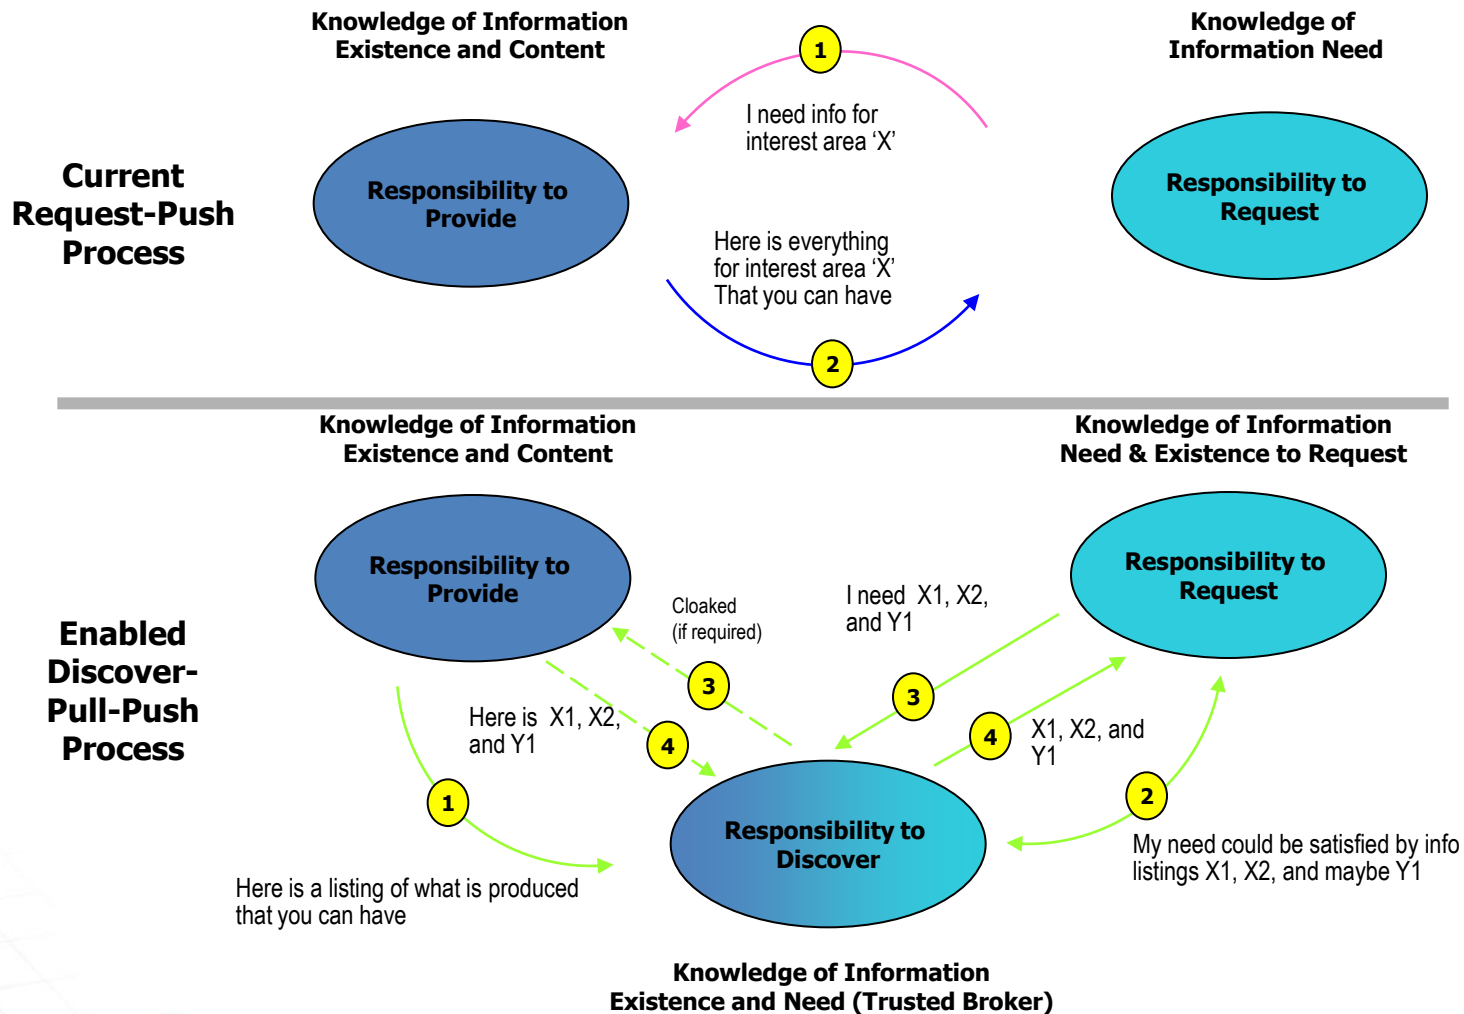 Knowledge of Information
Existence and Content
Knowledge of
Information Need
1
I need info for
interest area ‘X’
Current
Request-Push
Process
Responsibility to
Provide
Responsibility to
Request
Here is everything
for interest area ‘X’
That you can have
2
Knowledge of Information
Existence and Content
Knowledge of Information
Need & Existence to Request
Enabled
Discover-
Pull-Push
Process
Responsibility to
Provide
Responsibility to
Request
Cloaked
(if required)
I need  X1, X2,
and Y1
3
3
Here is  X1, X2,
and Y1
4
4
X1, X2, and
Y1
1
2
Responsibility to
Discover
My need could be satisfied by info
listings X1, X2, and maybe Y1
Here is a listing of what is produced
that you can have
Knowledge of Information
Existence and Need (Trusted Broker)